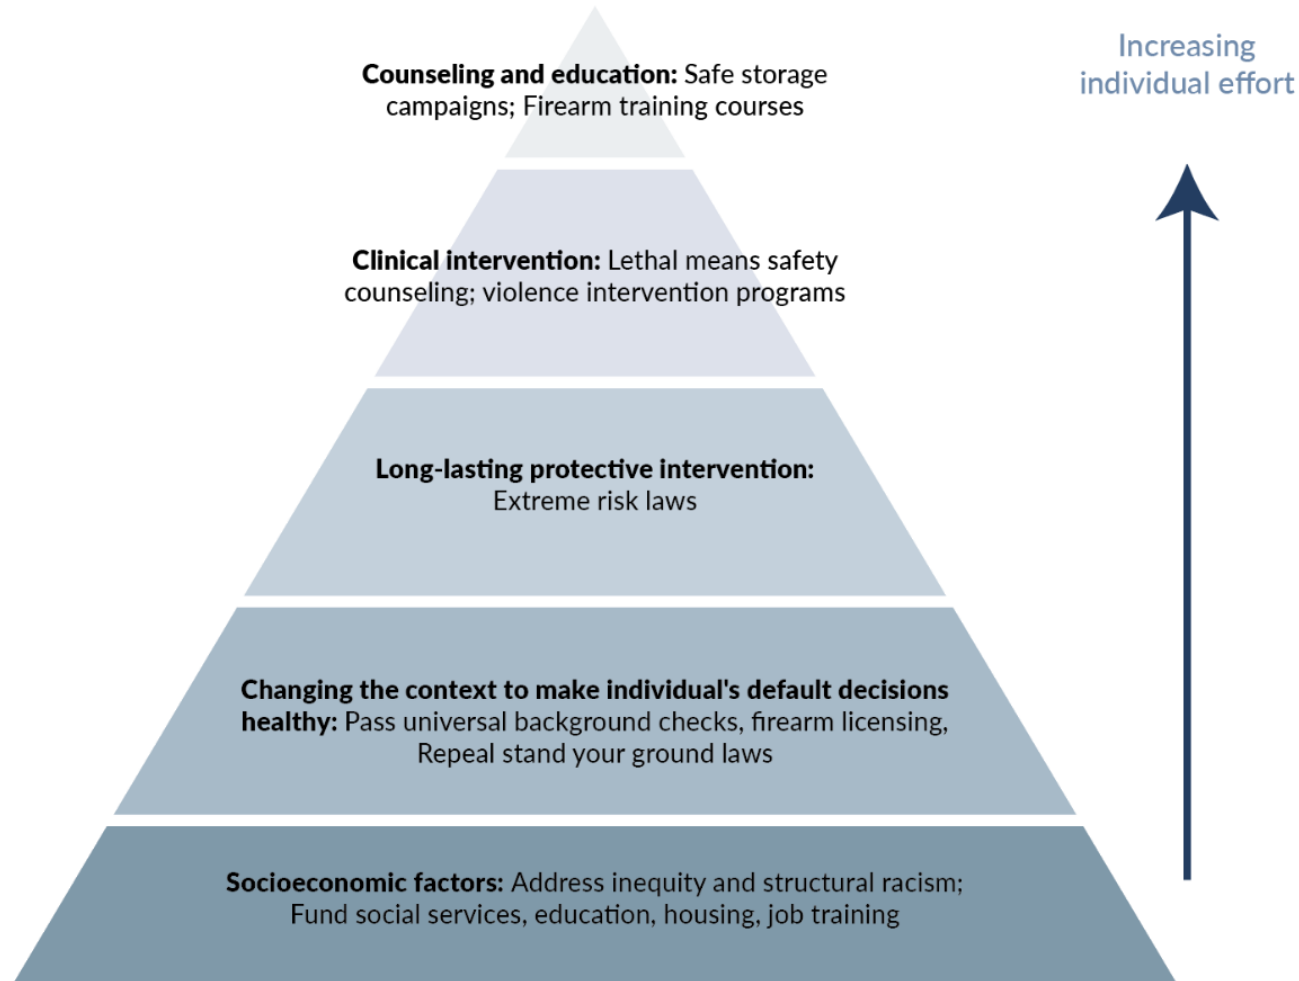 Counseling and education: Safe storage
campaigns; Firearm training courses
Increasing
individual effort
Clinical intervention: Lethal means safety
counseling; violence intervention programs
Long-lasting protective intervention:
Extreme risk laws
Changing the context to make individual's default decisions
healthy: Pass universal background checks, firearm licensing,
Repeal stand your ground laws
Socioeconomic factors: Address inequity and structural racism;
Fund social services, education, housing, job training